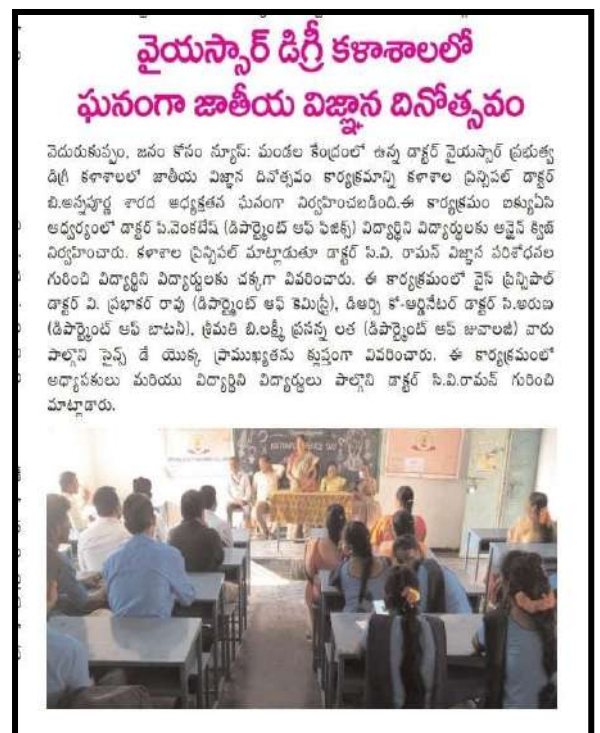 వైయస్సార్ డిగ్రీ కళాశాలలో
ఘనంగా జాతీయ విజ్ఞాన దినోత్సవం
వెదురుకుప్పం, జనం కోసం న్యూస్: మండల కేంద్రంలో ఉన్న డాక్టర్ వైయస్సార్ ప్రభుత్వ
డిగ్రీ కళాశాలలో జాతీయ విజ్ఞాన దినోత్సవం కార్యక్రమాన్ని కళాశాల ప్రిన్సిపల్ డాక్టర్
బి.అన్నపూర్ణ శారద అధ్యక్షతన ఘనంగా నిర్వహించబడింది.ఈ కార్యక్రమం ఐక్యుఏసి
ఆధ్వర్యంలో డాక్టర్ పి.వెంకటేష్ (డిపార్ట్మెంట్ ఆఫ్ ఫిజిక్స్) విద్యార్థిని విద్యార్థులకు ఆన్లైన్ క్విజ్
నిర్వహించారు. కళాశాల ప్రిన్సిపల్ మాట్లాడుతూ డాక్టర్ సి.వి. రామన్ విజ్ఞాన పరిశోధనల
గురించి విద్యార్థిని విద్యార్థులకు చక్కగా వివరించారు. ఈ కార్యక్రమంలో వైస్ ప్రిన్సిపాల్
డాక్టర్ వి. ప్రభాకర్ రావు (డిపార్ట్మెంట్ ఆఫ్ కెమిస్ట్రీ), డిఆర్సి కో-ఆర్డినేటర్ డాక్టర్ సి.అరుణ
(డిపార్ట్మెంట్ ఆఫ్ బాటని), శ్రీమతి బి.లక్ష్మీ ప్రసన్న లత (డిపార్ట్మెంట్ ఆఫ్ జువాలజీ) వారు
పాల్గొని సైన్స్ డే యొక్క ప్రాముఖ్యతను క్లుప్తంగా వివరించారు. ఈ కార్యక్రమంలో
అధ్యాపకులు మరియు విద్యార్థిని విద్యార్థులు పాల్గొని డాక్టర్ సి.వి.రామన్ గురించి
మాట్లాడారు.